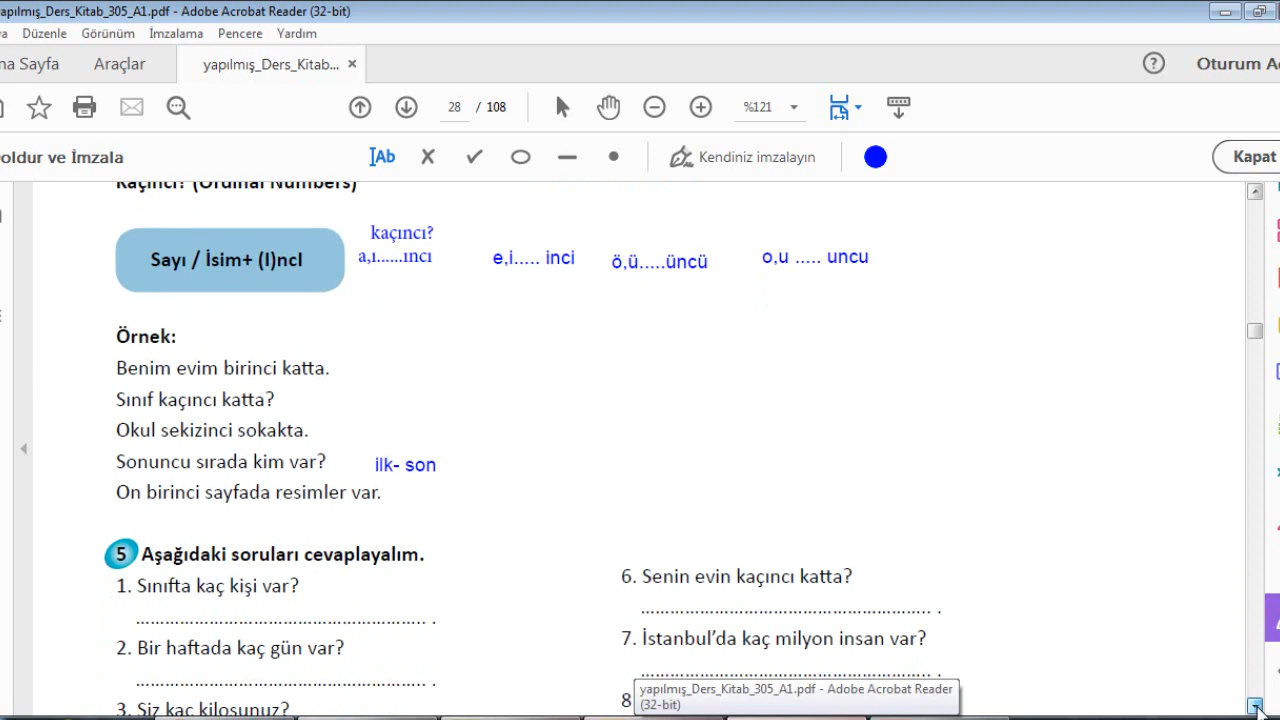 yapılmış_Ders_Kitab_305_A1.pdf - Adobe Acrobat Reader (32-bit)
Düzenle Görünüm İmzalama Pencere Yardım
na Sayfa Araçlar yapılmış_Ders_Kitab... × ? Oturum A
28 / 108 %121
oldur ve İmzala Ab Kendiniz imzalayın Kapat
Kaçıncı? (Ordinal Numbers)
kaçıncı?
Sayı / İsim+ (I)ncI a,ı......ıncı e,i..... inci ö,ü.....üncü o,u ..... uncu
Örnek:
Benim evim birinci katta.
Sınıf kaçıncı katta?
Okul sekizinci sokakta.
Sonuncu sırada kim var? ilk- son
On birinci sayfada resimler var.
5 Aşağıdaki soruları cevaplayalım.
1. Sınıfta kaç kişi var?
2. Bir haftada kaç gün var?
3. Siz kaç kilosunuz?
6. Senin evin kaçıncı katta?
7. İstanbul’da kaç milyon insan var?
8
yapılmış_Ders_Kitab_305_A1.pdf - Adobe Acrobat Reader
(32-bit)